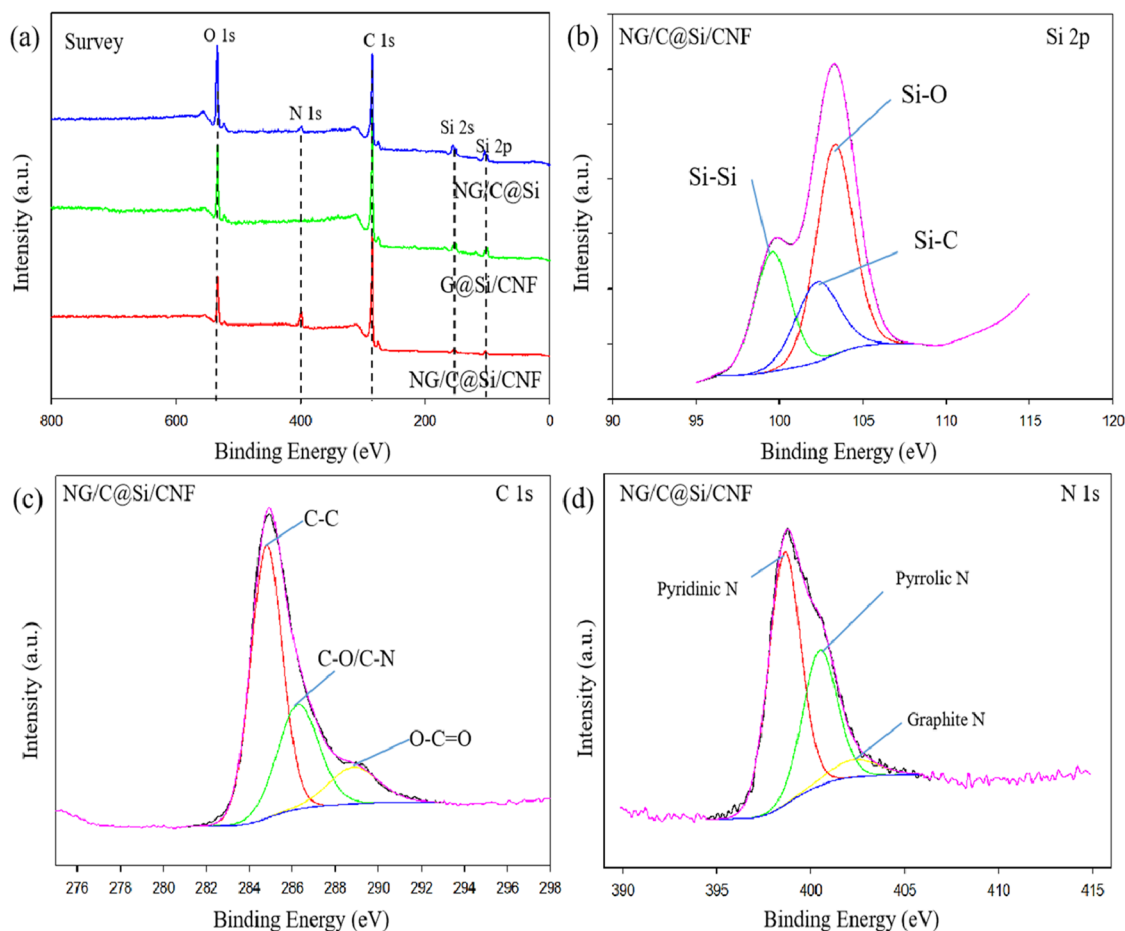 (a)
Survey
O 1s
C 1s
N 1s
Si 2s
Si 2p
NG/C@Si
G@Si/CNF
NG/C@Si/CNF
Intensity (a.u.)
800
600
400
200
0
Binding Energy (eV)
(b)
NG/C@Si/CNF
Si 2p
Si-O
Si-Si
Si-C
Intensity (a.u.)
90
95
100
105
110
115
120
Binding Energy (eV)
(c)
NG/C@Si/CNF
C 1s
C-C
C-O/C-N
O-C=O
Intensity (a.u.)
276
278
280
282
284
286
288
290
292
294
296
298
Binding Energy (eV)
(d)
NG/C@Si/CNF
N 1s
Pyridinic N
Pyrrolic N
Graphite N
Intensity (a.u.)
390
395
400
405
410
415
Binding Energy (eV)